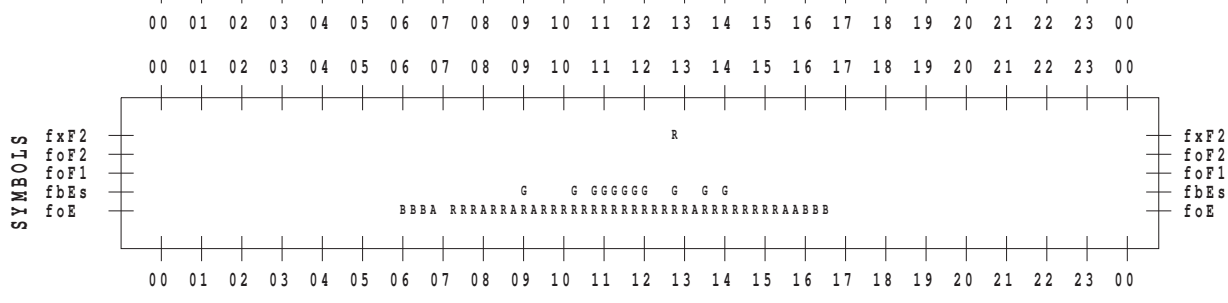 00 01 02 03 04 05 06 07 08 09 10 11 12 13 14 15 16 17 18 19 20 21 22 23 00
00 01 02 03 04 05 06 07 08 09 10 11 12 13 14 15 16 17 18 19 20 21 22 23 00
SYMBOLS
fxF2 R fxF2
foF2 foF2
foF1 foF1
fbEs G G GGGGGG G G G fbEs
foE BBBA RRRARRARARRRRRRRRRRRRRRRARRRRRRRRAABBB foE
00 01 02 03 04 05 06 07 08 09 10 11 12 13 14 15 16 17 18 19 20 21 22 23 00